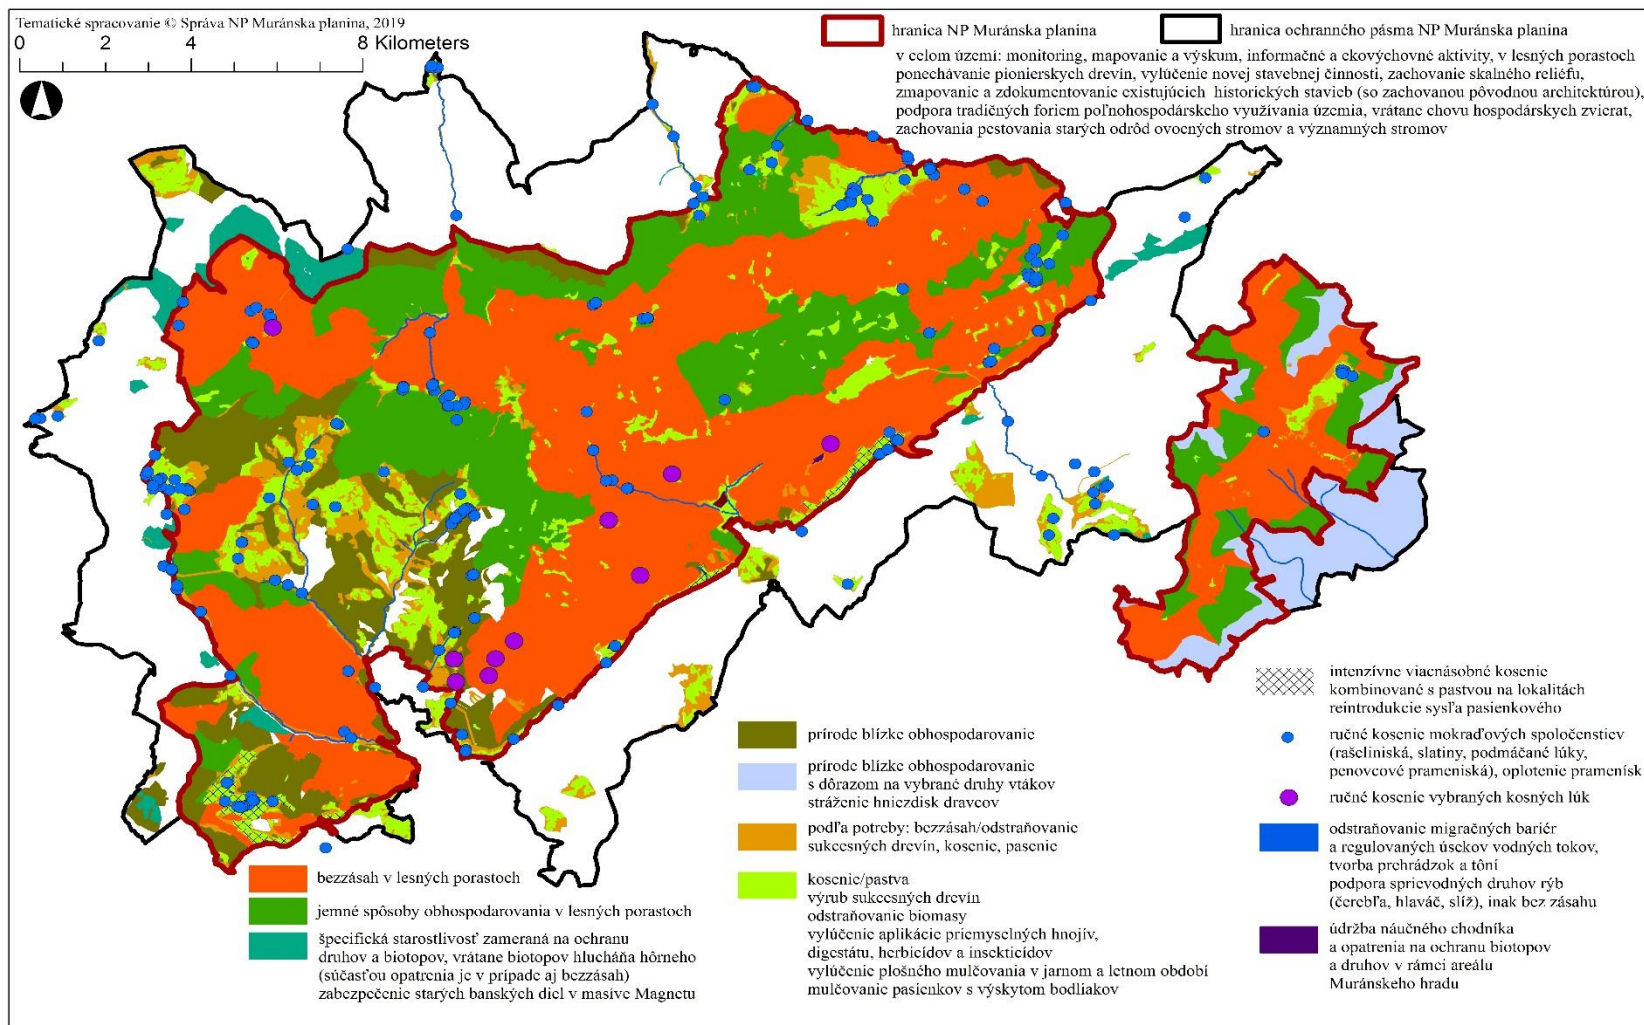 Tematické spracovanie © Správa NP Muránska planina, 2019
0 2 4 8 Kilometers
hranica NP Muránska planina
hranica ochranného pásma NP Muránska planina
v celom území: monitoring, mapovanie a výskum, informačné a ekovýchovné aktivity, v lesných porastoch
ponechávanie pionierskych drevín, vylúčenie novej stavebnej činnosti, zachovanie skalného reliéfu,
zmapovanie a zdokumentovanie existujúcich historických stavieb (so zachovanou pôvodnou architektúrou),
podpora tradičných foriem poľnohospodárskeho využívania územia, vrátane chovu hospodárskych zvierat,
zachovania pestovania starých odrôd ovocných stromov a významných stromov
bezzásah v lesných porastoch
jemné spôsoby obhospodarovania v lesných porastoch
špecifická starostlivosť zameraná na ochranu
druhov a biotopov, vrátane biotopov hlucháňa hôrneho
(súčasťou opatrenia je v prípade aj bezzásah)
zabezpečenie starých banských diel v masíve Magnetu
prírode blízke obhospodarovanie
prírode blízke obhospodarovanie
s dôrazom na vybrané druhy vtákov
stráženie hniezdisk dravcov
podľa potreby: bezzásah/odstraňovanie
sukcesných drevín, kosenie, pasenie
kosenie/pastva
výrub sukcesných drevín
odstraňovanie biomasy
vylúčenie aplikácie priemyselných hnojív,
digestátu, herbicídov a insekticídov
vylúčenie plošného mulčovania v jarnom a letnom období
mulčovanie pasienkov s výskytom bodliakov
intenzívne viacnásobné kosenie
kombinované s pastvou na lokalitách
reintrodukcie sysľa pasienkového
ručné kosenie mokraďových spoločenstiev
(rašeliniská, slatiny, podmáčané lúky,
penovcové prameniská), oplotenie pramenísk
ručné kosenie vybraných kosných lúk
odstraňovanie migračných bariér
a regulovaných úsekov vodných tokov,
tvorba prehrádzok a tôní
podpora sprievodných druhov rýb
(čerebľa, hlaváč, slíž), inak bez zásahu
údržba náučného chodníka
a opatrenia na ochranu biotopov
a druhov v rámci areálu
Muránskeho hradu